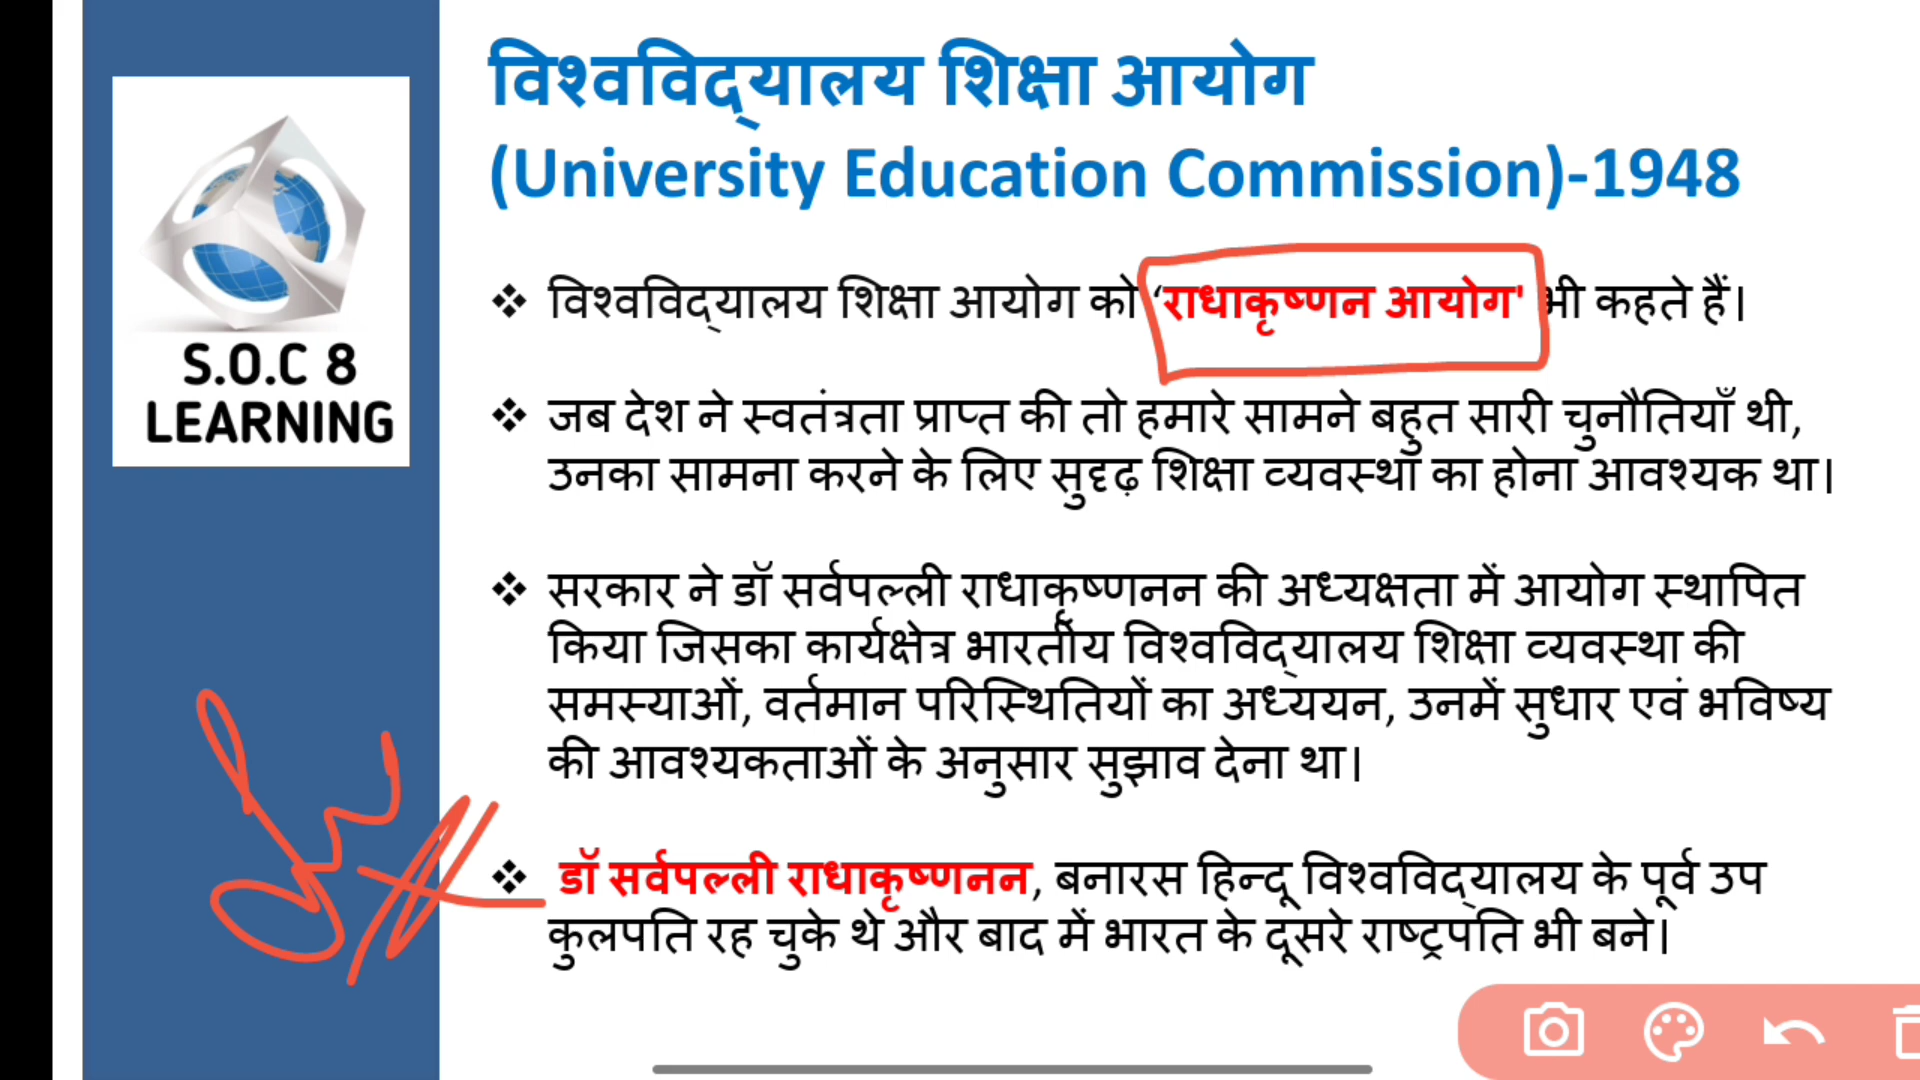 S.O.C 8
LEARNING
विश्वविद्यालय शिक्षा आयोग
(University Education Commission)-1948
❖ विश्वविद्यालय शिक्षा आयोग को ‘राधाकृष्णन आयोग' भी कहते हैं।
❖ जब देश ने स्वतंत्रता प्राप्त की तो हमारे सामने बहुत सारी चुनौतियाँ थी,
उनका सामना करने के लिए सुदृढ़ शिक्षा व्यवस्था का होना आवश्यक था।
❖ सरकार ने डॉ सर्वपल्ली राधाकृष्णनन की अध्यक्षता में आयोग स्थापित
किया जिसका कार्यक्षेत्र भारतीय विश्वविद्यालय शिक्षा व्यवस्था की
समस्याओं, वर्तमान परिस्थितियों का अध्ययन, उनमें सुधार एवं भविष्य
की आवश्यकताओं के अनुसार सुझाव देना था।
❖ डॉ सर्वपल्ली राधाकृष्णनन, बनारस हिन्दू विश्वविद्यालय के पूर्व उप
कुलपति रह चुके थे और बाद में भारत के दूसरे राष्ट्रपति भी बने।